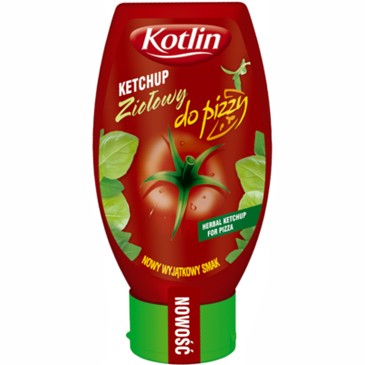 Kotlin
KETCHUP
Ziołowy
do pizzy
HERBAL KETCHUP
FOR PIZZA
NOWY WYJĄTKOWY SMAK
NOWOŚĆ